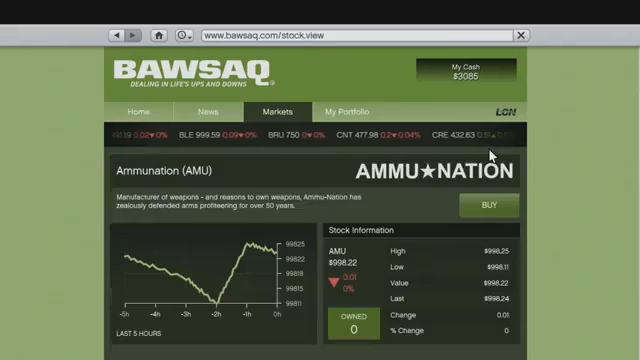 www.bawsaq.com/stock.view
BAWSAQ
DEALING IN LIFE'S UPS AND DOWNS
My Cash
$3085
Home News Markets My Portfolio LCN
0.02 0% BLE 999.59 0.09 0% BRU 750 0 0% CNT 477.98 0.2 0.04% CRE 432.63
Ammunation (AMU)
AMMU★NATION
Manufacturer of weapons - and reasons to own weapons, Ammu-Nation has
zealously defended arms profiteering for over 50 years.
BUY
99825
99822
99818
99815
99811
-5h -4h -3h -2h -1h 0h
LAST 5 HOURS
Stock Information
AMU
$998.22
0.01
0%
OWNED
0
High $998.25
Low $998.11
Value $998.22
Last $998.24
Change 0.01
% Change 0